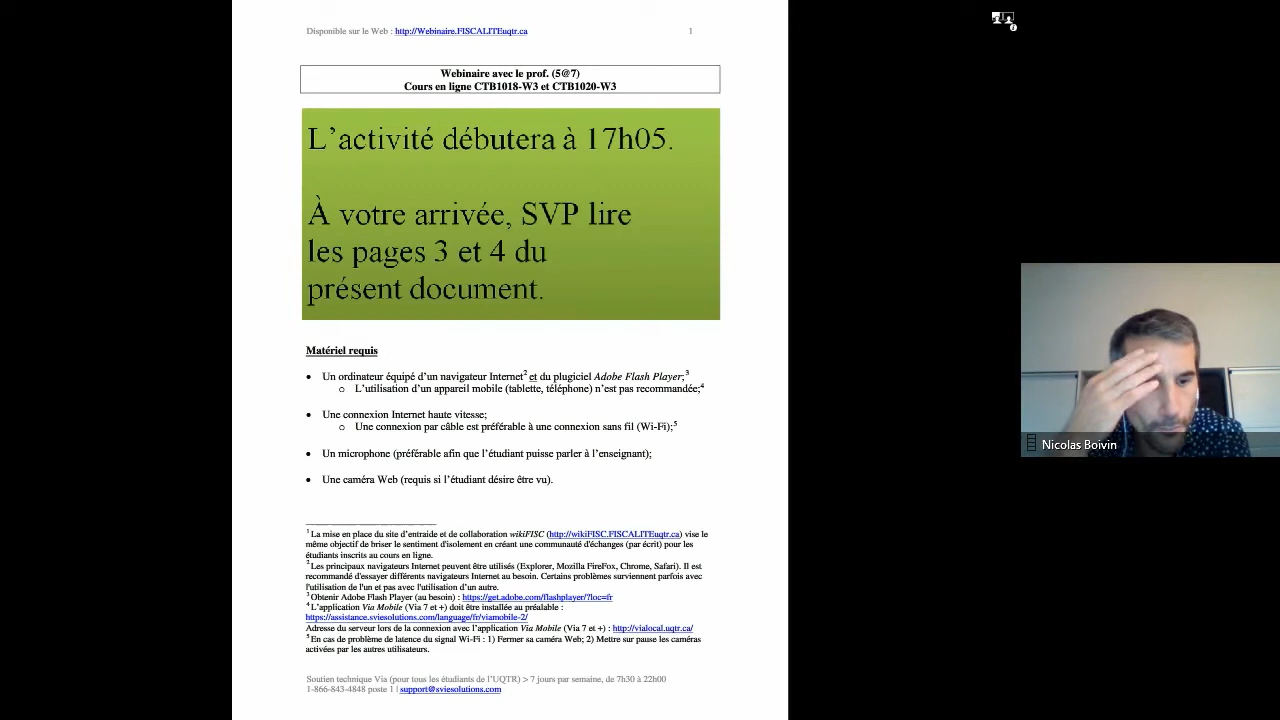 Disponible sur le Web : http://Webinaire.FISCALITEuqtr.ca 1
Webinaire avec le prof. (5@7)
Cours en ligne CTB1018-W3 et CTB1020-W3
L’activité débutera à 17h05.
À votre arrivée, SVP lire
les pages 3 et 4 du
présent document.
Matériel requis
• Un ordinateur équipé d’un navigateur Internet2 et du plugiciel Adobe Flash Player;3
o L’utilisation d’un appareil mobile (tablette, téléphone) n’est pas recommandée;4
• Une connexion Internet haute vitesse;
o Une connexion par câble est préférable à une connexion sans fil (Wi-Fi);5
• Un microphone (préférable afin que l’étudiant puisse parler à l’enseignant);
• Une caméra Web (requis si l’étudiant désire être vu).
1 La mise en place du site d’entraide et de collaboration wikiFISC (http://wikiFISC.FISCALITEuqtr.ca) vise le
même objectif de briser le sentiment d'isolement en créant une communauté d'échanges (par écrit) pour les
étudiants inscrits au cours en ligne.
2 Les principaux navigateurs Internet peuvent être utilisés (Explorer, Mozilla FireFox, Chrome, Safari). Il est
recommandé d'essayer différents navigateurs Internet au besoin. Certains problèmes surviennent parfois avec
l'utilisation de l'un et pas avec l'utilisation d'un autre.
3 Obtenir Adobe Flash Player (au besoin) : https://get.adobe.com/flashplayer/?loc=fr
4 L’application Via Mobile (Via 7 et +) doit être installée au préalable :
https://assistance.sviesolutions.com/language/fr/viamobile-2/
Adresse du serveur lors de la connexion avec l’application Via Mobile (Via 7 et +) : http://vialocal.uqtr.ca/
5 En cas de problème de latence du signal Wi-Fi : 1) Fermer sa caméra Web; 2) Mettre sur pause les caméras
activées par les autres utilisateurs.
Soutien technique Via (pour tous les étudiants de l’UQTR) > 7 jours par semaine, de 7h30 à 22h00
1-866-843-4848 poste 1 | support@sviesolutions.com
Nicolas Boivin